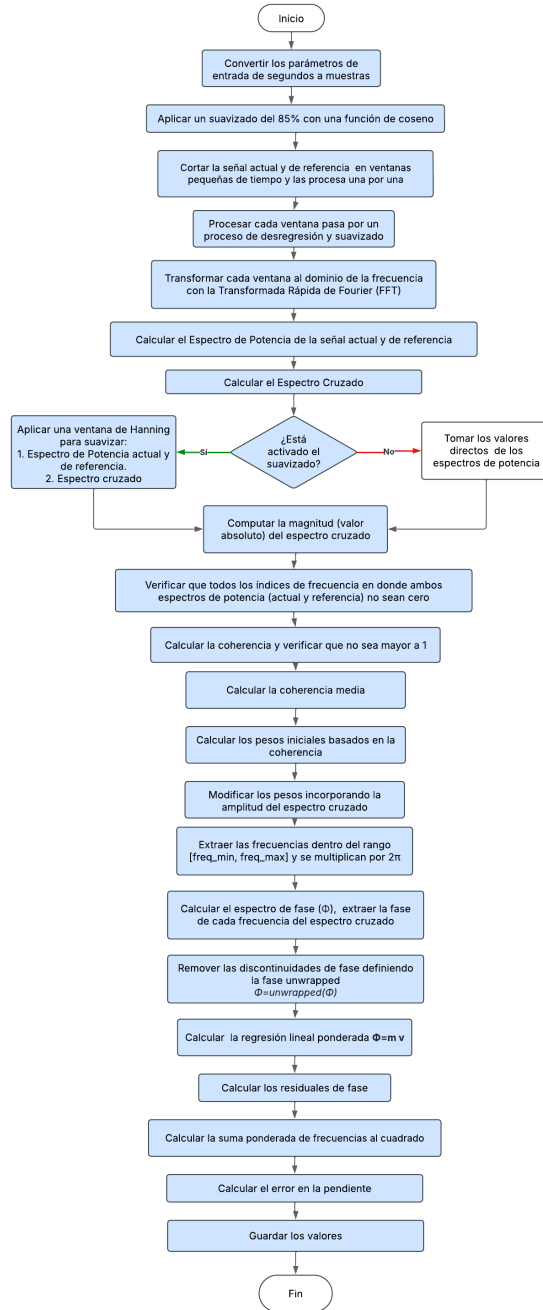 Inicio
Convertir los parámetros de
entrada de segundos a muestras
Aplicar un suavizado del 85% con una función de coseno
Cortar la señal actual y de referencia en ventanas
pequeñas de tiempo y las procesa una por una
Procesar cada ventana pasa por un
proceso de desregresión y suavizado
Transformar cada ventana al dominio de la frecuencia
con la Transformada Rápida de Fourier (FFT)
Calcular el Espectro de Potencia de la señal actual y de referencia
Calcular el Espectro Cruzado
¿Está
activado el
suavizado?
Sí
Aplicar una ventana de Hanning
para suavizar:
1. Espectro de Potencia actual y
de referencia.
2. Espectro cruzado
No
Tomar los valores
directos de los
espectros de potencia
Computar la magnitud (valor
absoluto) del espectro cruzado
Verificar que todos los índices de frecuencia en donde ambos
espectros de potencia (actual y referencia) no sean cero
Calcular la coherencia y verificar que no sea mayor a 1
Calcular la coherencia media
Calcular los pesos iniciales basados en la
coherencia
Modificar los pesos incorporando la
amplitud del espectro cruzado
Extraer las frecuencias dentro del rango
[freq_min, freq_max] y se multiplican por 2π
Calcular el espectro de fase (Φ), extraer la fase
de cada frecuencia del espectro cruzado
Remover las discontinuidades de fase definiendo
la fase unwrapped
Φ=unwrapped(Φ)
Calcular la regresión lineal ponderada Φ=m v
Calcular los residuales de fase
Calcular la suma ponderada de frecuencias al cuadrado
Calcular el error en la pendiente
Guardar los valores
Fin